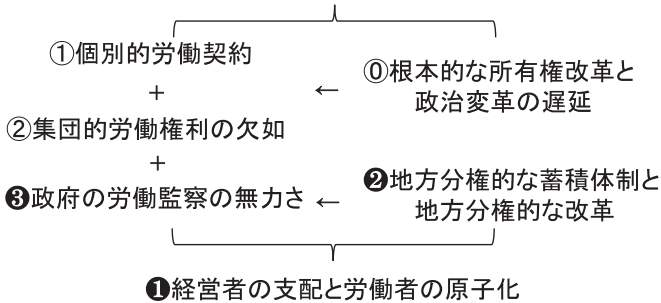 ①個別的労働契約
+
←
⓪根本的な所有権改革と
政治変革の遅延
②集団的労働権利の欠如
+
❸政府の労働監察の無力さ
←
❷地方分権的な蓄積体制と
地方分権的な改革
❶経営者の支配と労働者の原子化